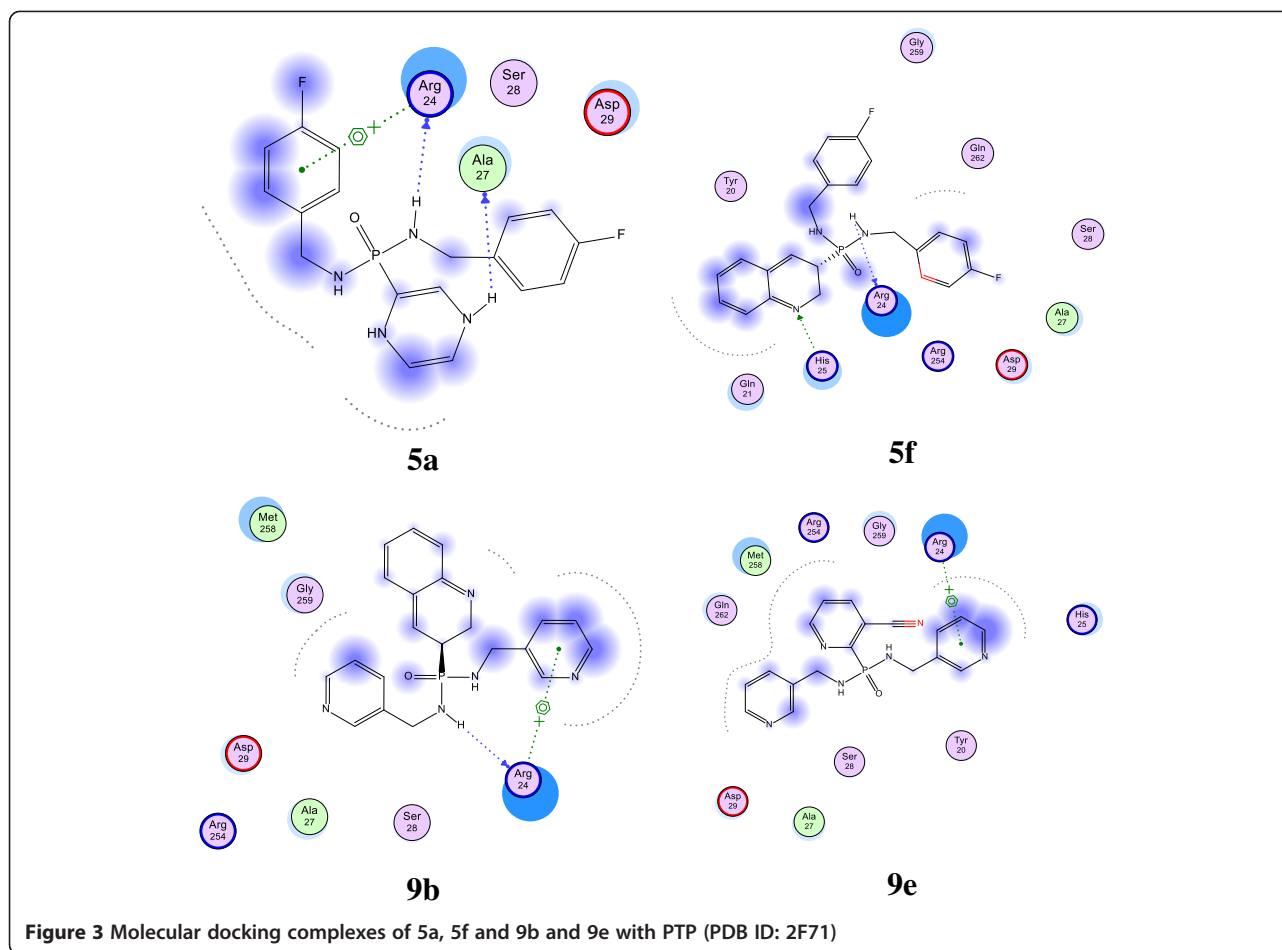 F
Arg
24
Ser
28
Asp
29
Ala
27
O
H
N
P
N
H
F
H
N
HN
5a
Gly
259
F
Gln
262
Tyr
20
H
HN
P
N
O
Ser
28
F
N
Arg
24
Ala
27
Arg
254
Asp
29
His
25
Gln
21
5f
Met
258
Gly
259
N
O
P
N
H
N
N
N
H
Asp
29
Arg
24
Ala
27
Ser
28
Arg
254
9b
Arg
254
Gly
259
Arg
24
Met
258
Gln
262
N
His
25
N
H
N
N
P
N
H
O
N
Tyr
20
Ser
28
Asp
29
Ala
27
9e
Figure 3 Molecular docking complexes of 5a, 5f and 9b and 9e with PTP (PDB ID: 2F71)